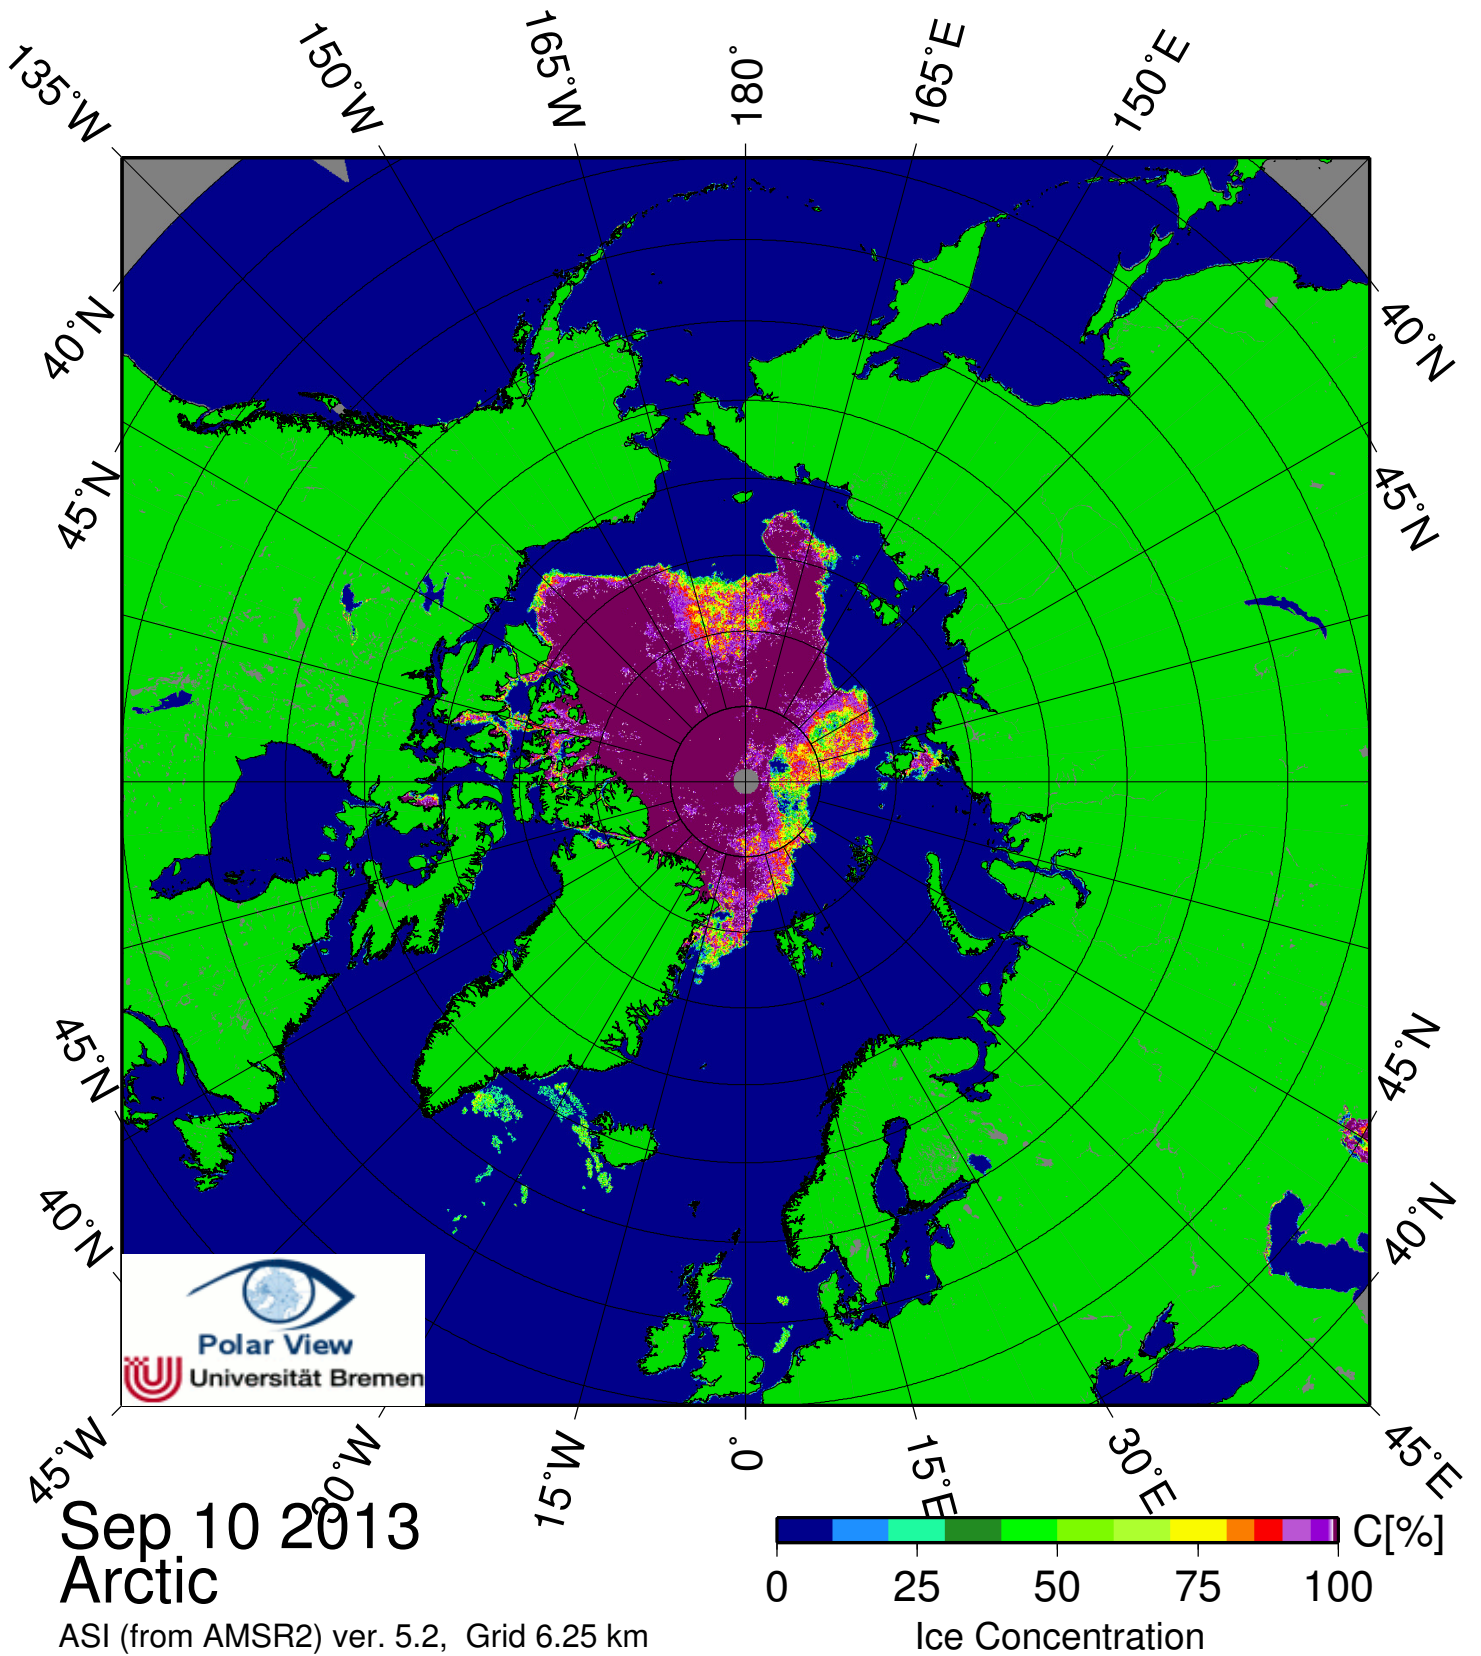 135°W
150°W
165°W
180°
165°E
150°E
40°N
40°N
45°N
45°N
45°N
45°N
40°N
40°N
Polar View
Universität Bremen
45°W
30°W
15°W
0°
15°E
30°E
45°E
Sep 10 2013
Arctic
ASI (from AMSR2) ver. 5.2, Grid 6.25 km
C[%]
0 25 50 75 100
Ice Concentration